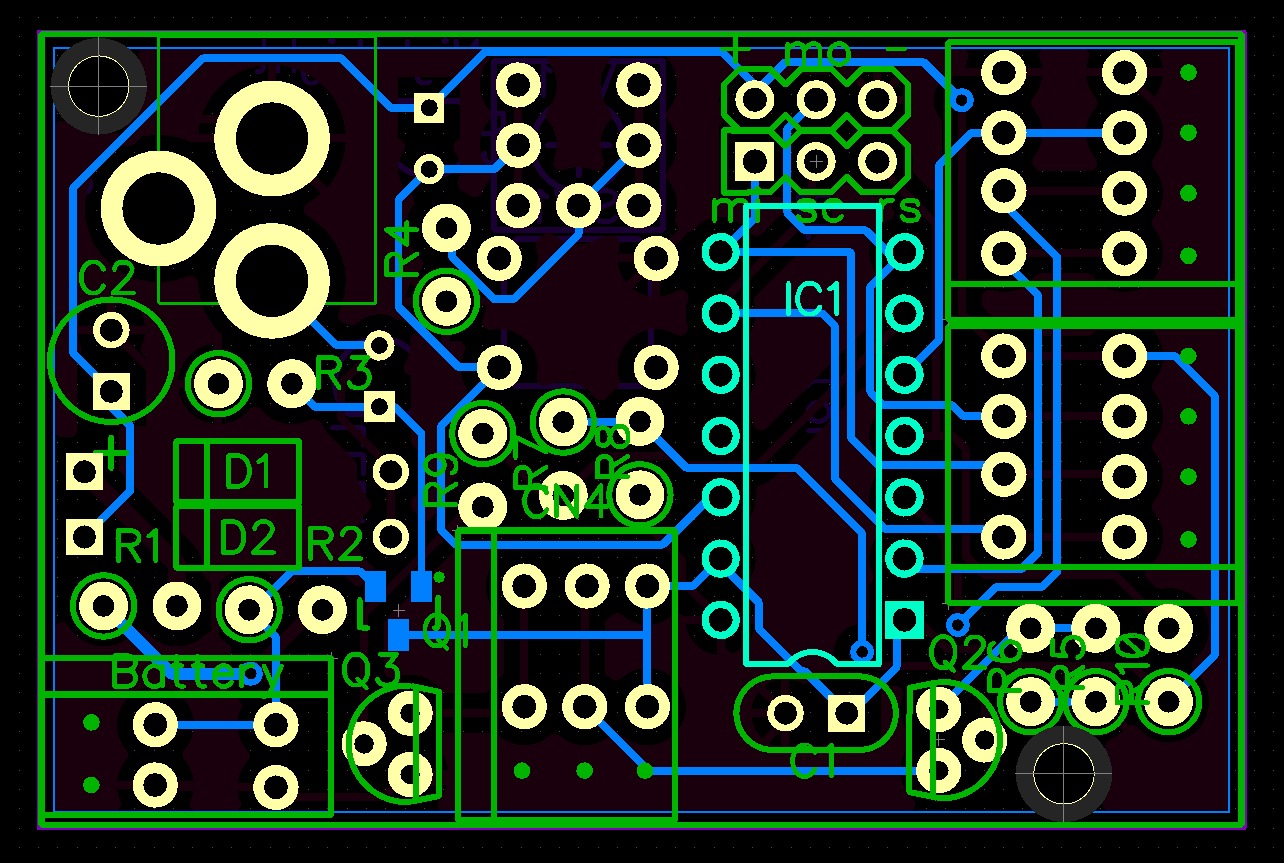 + mo -
mi sc rs
R4
C2
IC1
R3
+
R7
R8
R9
D1
CN4
R1
D2
R2
Q1
Q2
R6
R5
R10
Battery
Q3
C1